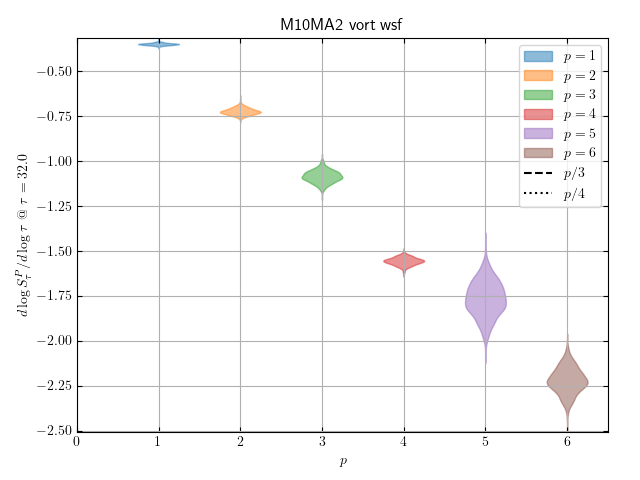 M10MA2 vort wsf
−0.50
−0.75
−1.00
−1.25
−1.50
−1.75
−2.00
−2.25
−2.50
0 1 2 3 4 5 6
p
d log S_τ^P / d log τ @ τ = 32.0
p = 1
p = 2
p = 3
p = 4
p = 5
p = 6
p/3
p/4